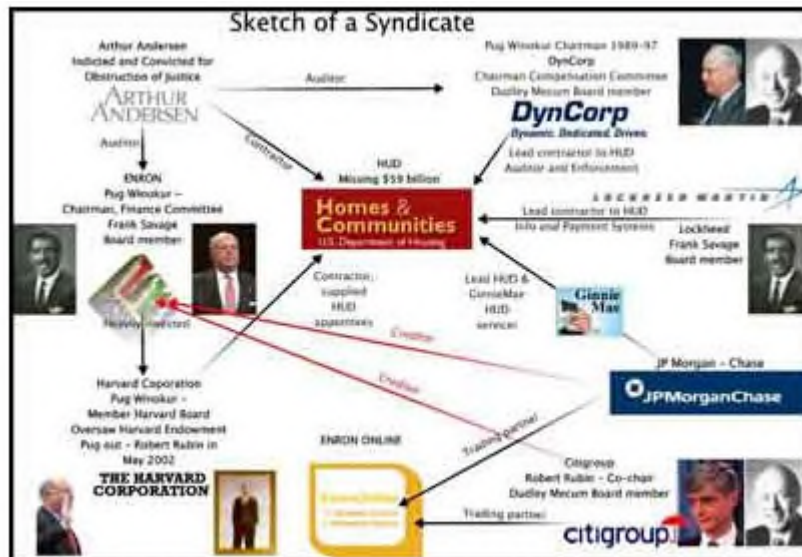 Sketch of a Syndicate
Arthur Andersen
Indicted and Convicted for
Obstruction of Justice
ARTHUR
ANDERSEN
Auditor
Pug Winokur Chairman 1989-97
DynCorp
Chairman Compensation Committee
Dudley Mecum Board member
DynCorp
Dynamic. Dedicated. Driven.
Lead contractor to HUD
Auditor and Enforcement
Auditor
Contractor
HUD
Missing $59 billion
Homes &
Communities
U.S. Department of Housing
ENRON
Pug Winokur -
Chairman, Finance Committee
Frank Savage
Board member
LOCKHEED MARTIN
Lead contractor to HUD
Info and Payment Systems
Lockheed
Frank Savage
Board member
Heavily invested
Contractor,
supplied
HUD
appointees
Lead HUD &
GinnieMae
HUD
servicer
Ginnie
Mae
Creditor
Creditor
JP Morgan - Chase
JPMorganChase
Harvard Coporation
Pug Winokur -
Member Harvard Board
Oversaw Harvard Endowment
Pug out - Robert Rubin in
May 2002
THE HARVARD
CORPORATION
ENRON ONLINE
Trading partner
Citigroup
Robert Rubin - Co-chair
Dudley Mecum Board member
Trading partner
citigroup